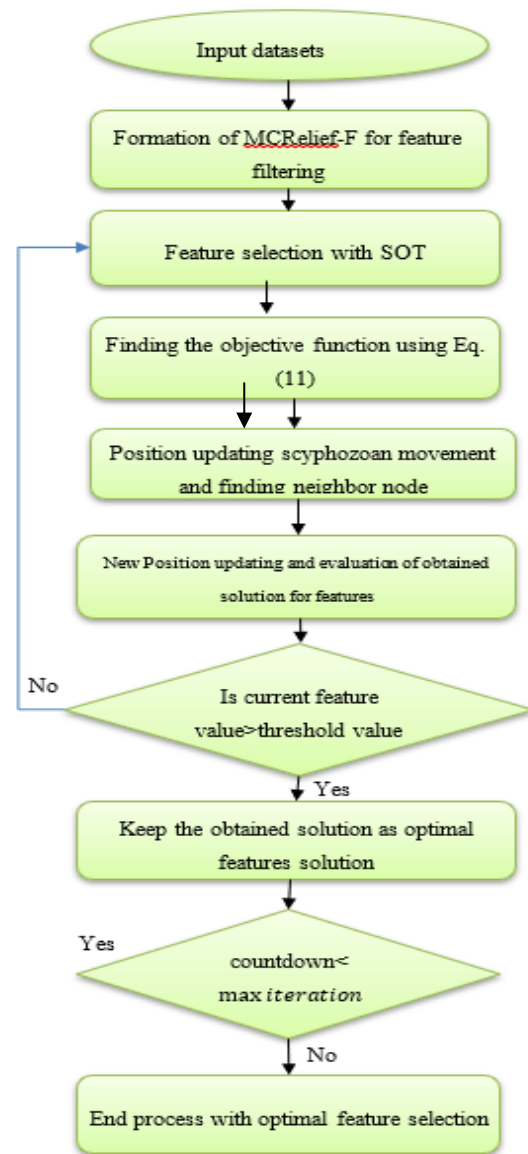 Input datasets
Formation of MCRelief-F for feature
filtering
Feature selection with SOT
Finding the objective function using Eq.
(11)
Position updating scyphozoan movement
and finding neighbor node
New Position updating and evaluation of obtained
solution for features
No
Is current feature
value>threshold value
Yes
Keep the obtained solution as optimal
features solution
Yes
countdown<
max iteration
No
End process with optimal feature selection